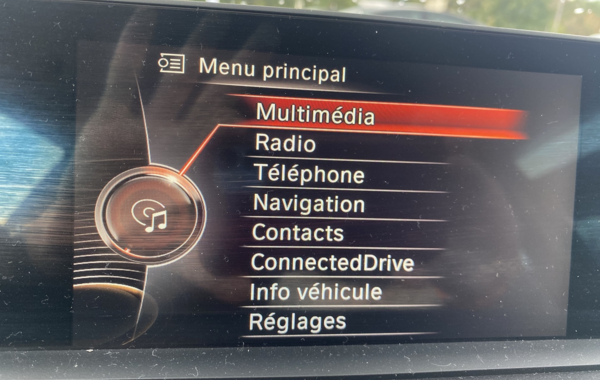 Menu principal
Multimédia
Radio
Téléphone
Navigation
Contacts
ConnectedDrive
Info véhicule
Réglages